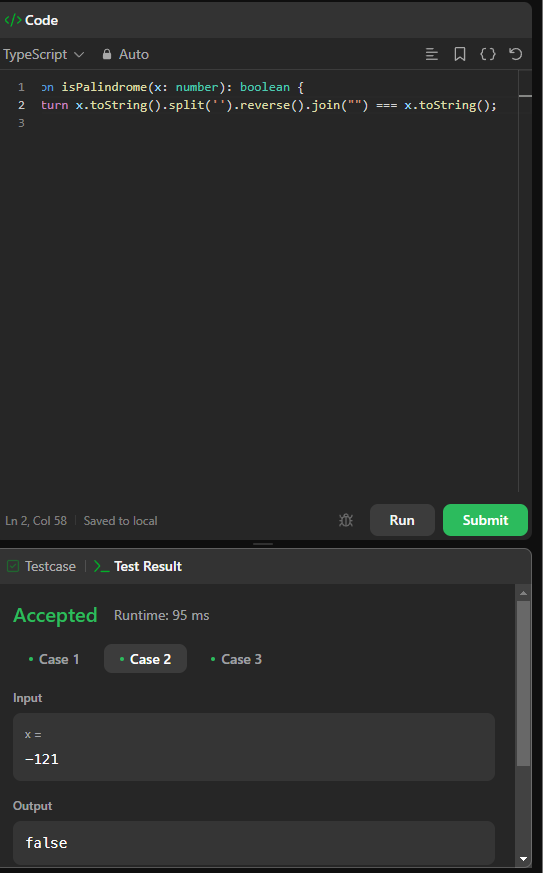 </> Code
TypeScript Auto
1 on isPalindrome(x: number): boolean {
2 turn x.toString().split('').reverse().join("") === x.toString();
3
Ln 2, Col 58 Saved to local Run Submit
Testcase >_ Test Result
Accepted Runtime: 95 ms
• Case 1 • Case 2 • Case 3
Input
x =
-121
Output
false